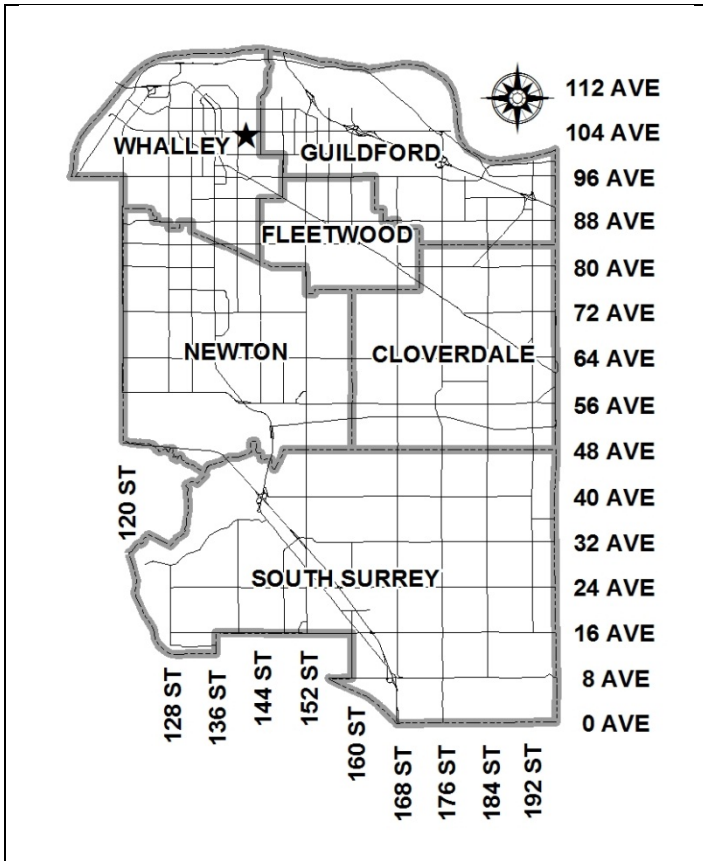 112 AVE
104 AVE
WHALLEY
GUILDFORD
96 AVE
88 AVE
FLEETWOOD
80 AVE
72 AVE
NEWTON
CLOVERDALE
64 AVE
56 AVE
48 AVE
120 ST
40 AVE
32 AVE
SOUTH SURREY
24 AVE
16 AVE
128 ST
136 ST
144 ST
152 ST
160 ST
8 AVE
0 AVE
168 ST
176 ST
184 ST
192 ST